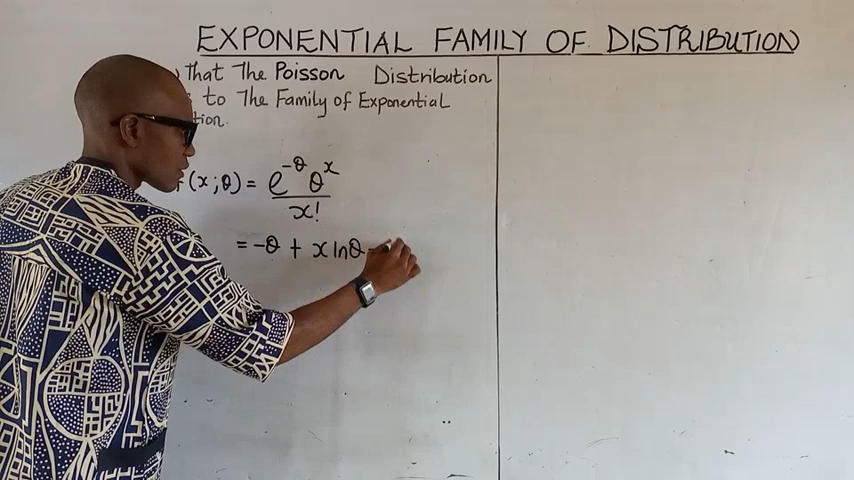 EXPONENTIAL FAMILY OF DISTRIBUTION
That The Poisson Distribution
to The Family of Exponential
(x;θ) = e^{-θ} θ^x / x!
= -θ + x lnθ -